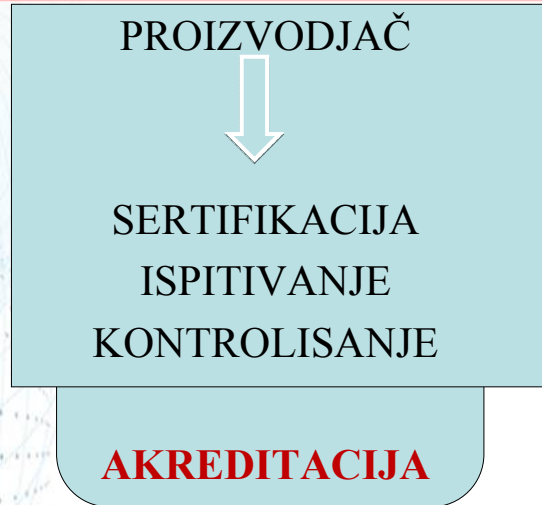 PROIZVODJAČ
SERTIFIKACIJA
ISPITIVANJE
KONTROLISANJE
AKREDITACIJA